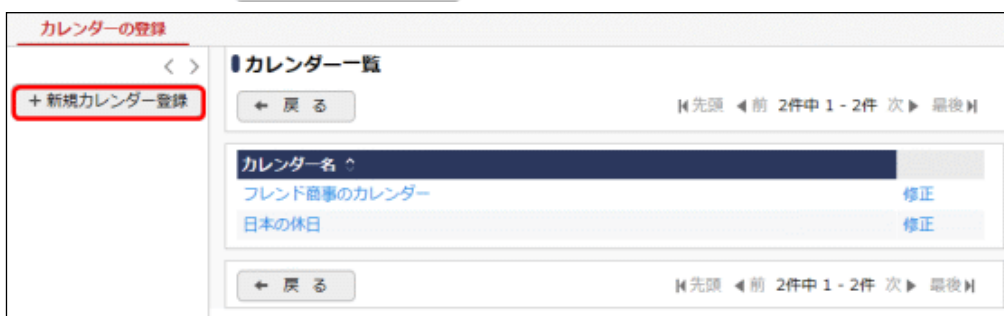 カレンダーの登録
< >
+ 新規カレンダー登録
カレンダー一覧
← 戻 る
先頭 前 2件中 1 - 2件 次 最後
カレンダー名
フレンド商事のカレンダー 修正
日本の休日 修正
← 戻 る
先頭 前 2件中 1 - 2件 次 最後